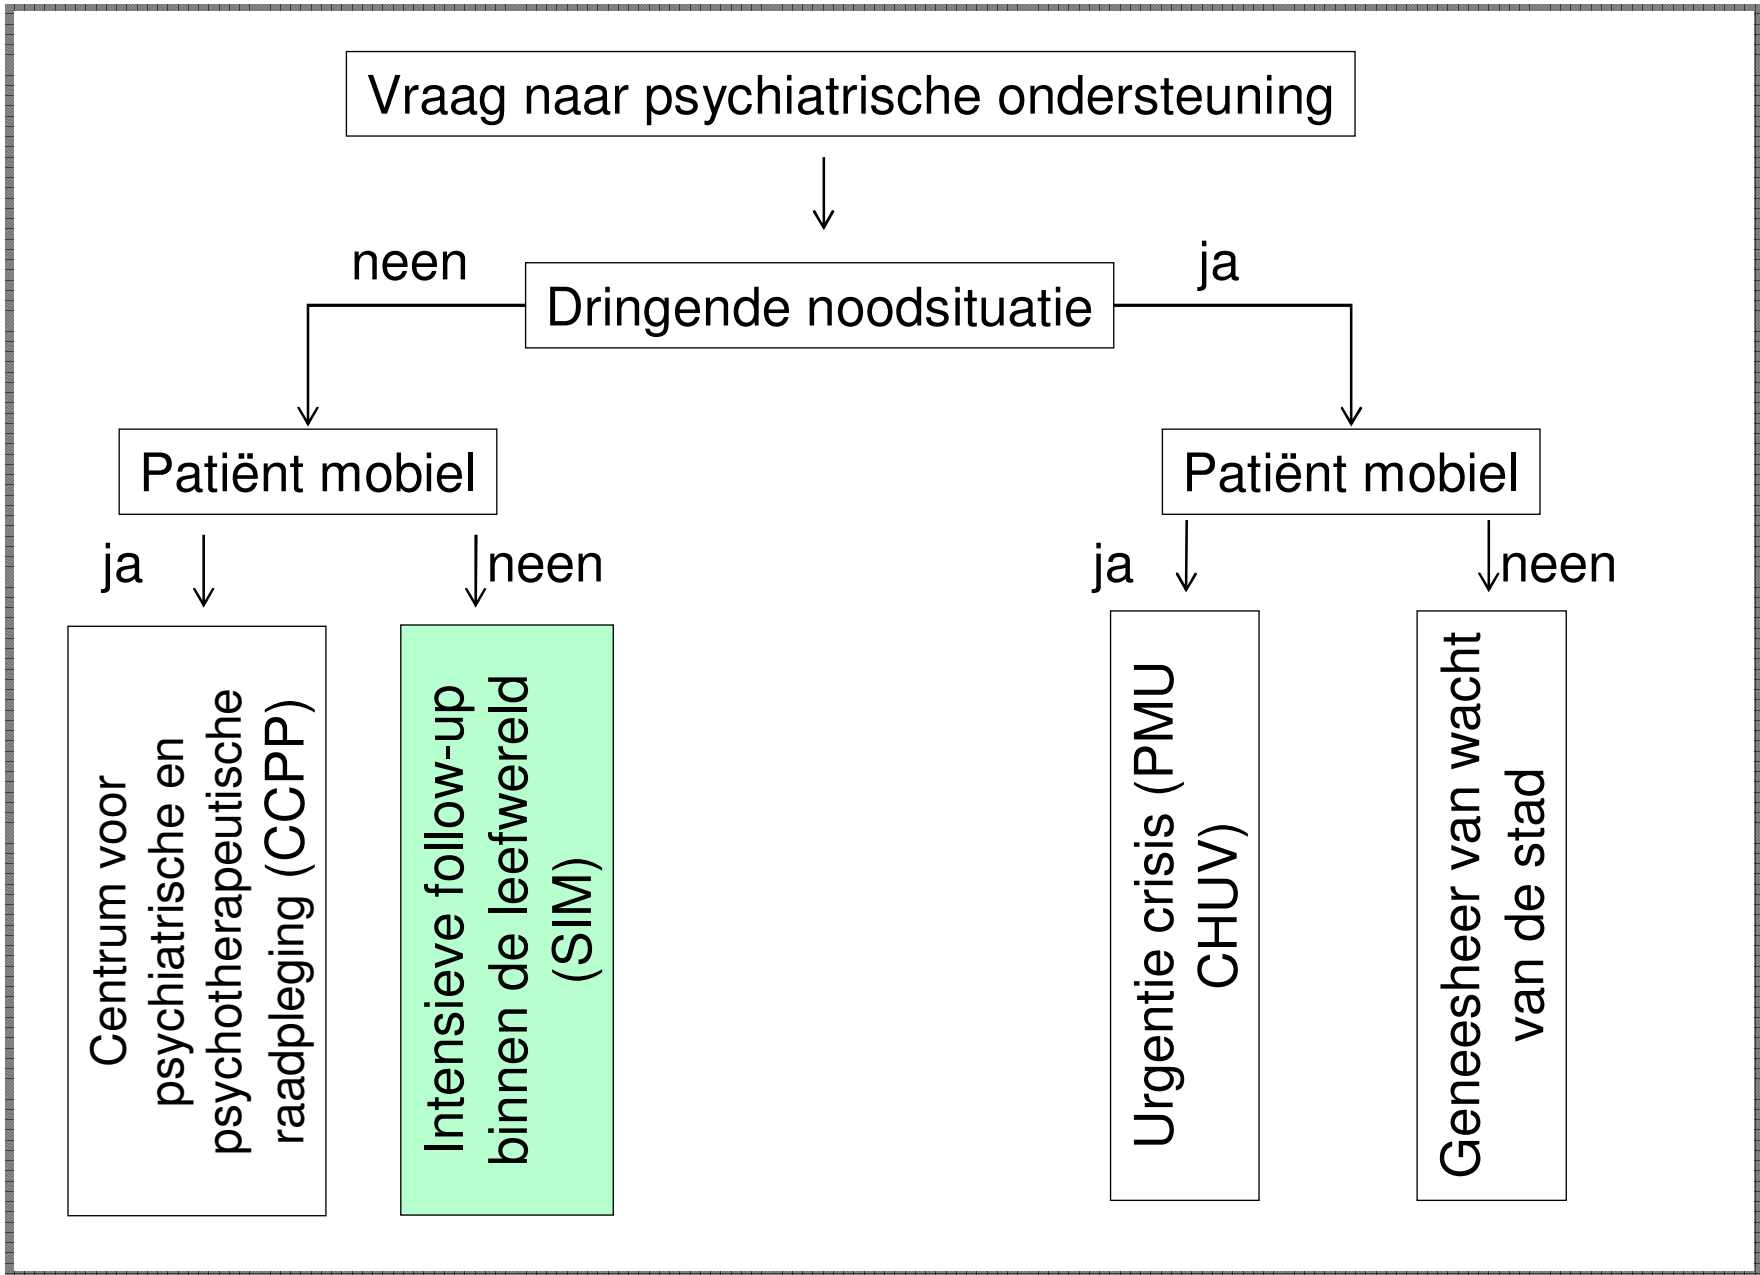 Vraag naar psychiatrische ondersteuning
neen
ja
Dringende noodsituatie
Patiënt mobiel
Patiënt mobiel
ja
neen
ja
neen
Centrum voor
psychiatrische en
psychotherapeutische
raadpleging (CCPP)
Intensieve follow-up
binnen de leefwereld
(SIM)
Urgentie crisis (PMU
CHUV)
Geneesheer van wacht
van de stad